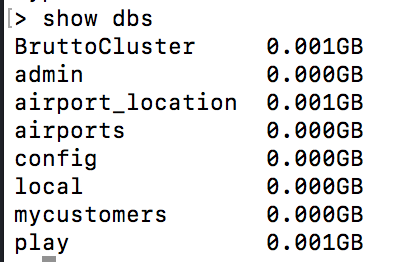 [> show dbs
BruttoCluster     0.001GB
admin             0.000GB
airport_location  0.001GB
airports          0.000GB
config            0.000GB
local             0.000GB
mycustomers       0.000GB
play              0.001GB